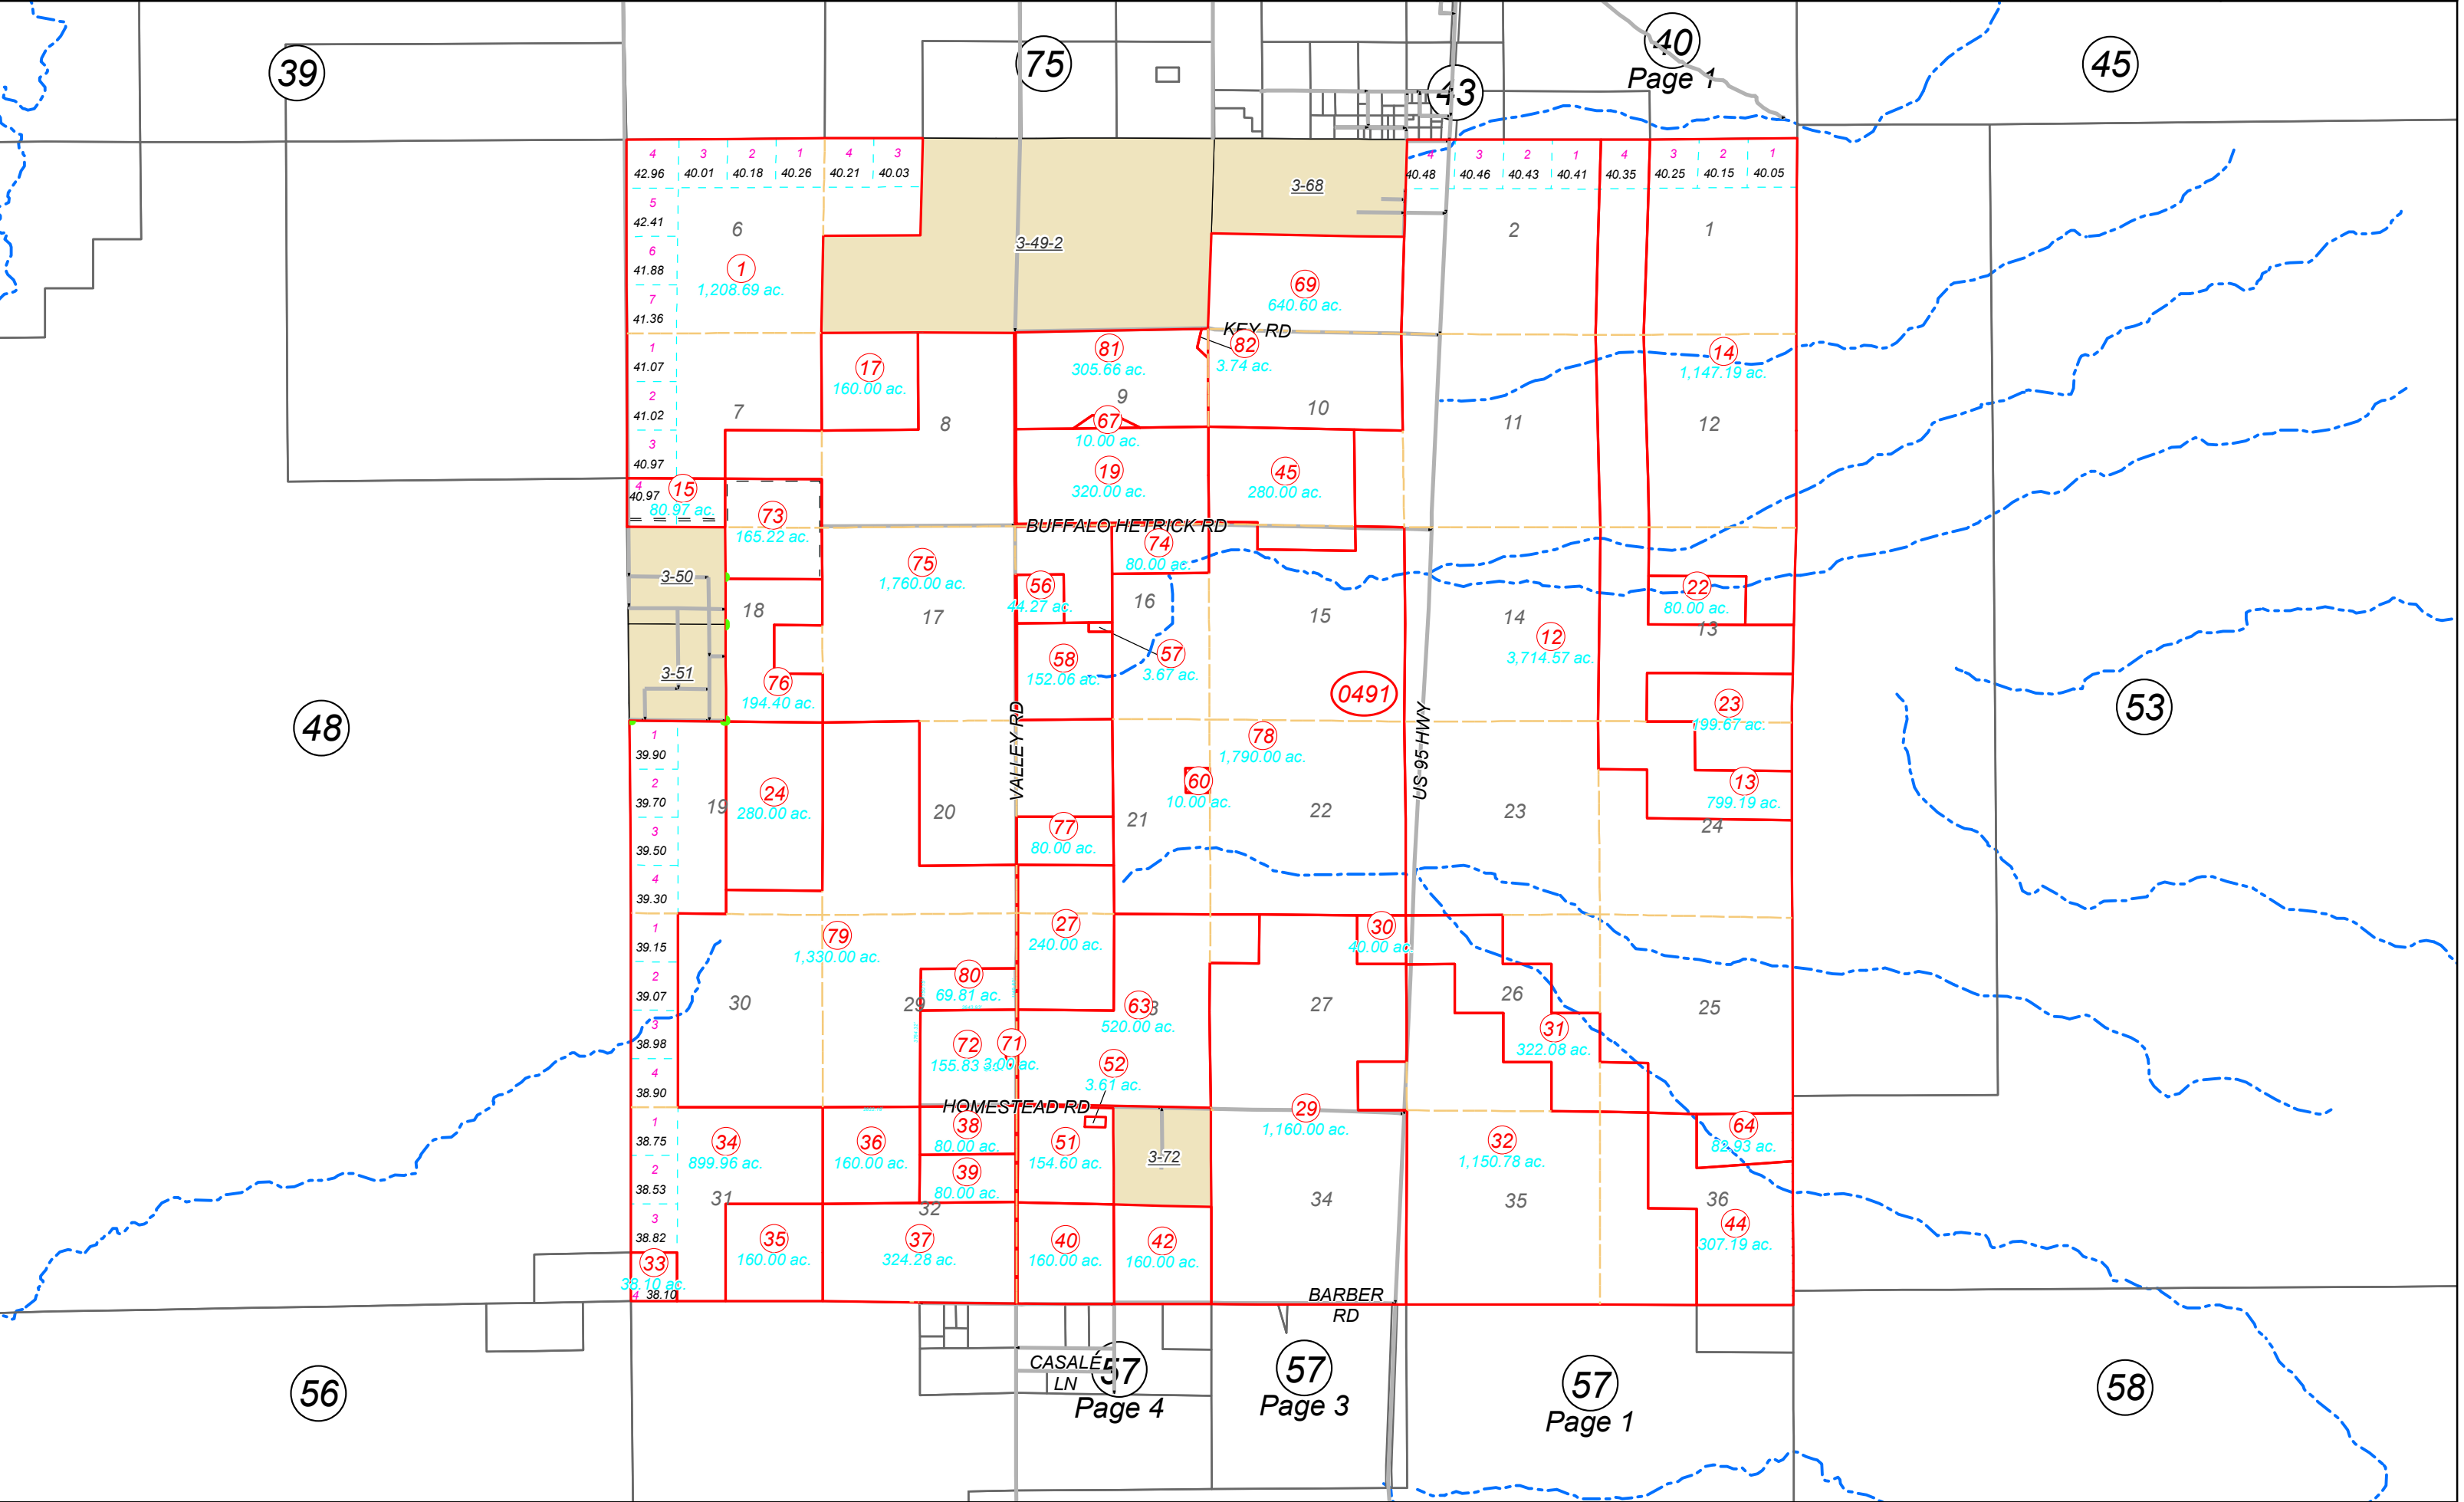 39
75
43
40
Page 1
45
4 3 2 1 4 3
42.96 40.01 40.18 40.26 40.21 40.03
4 3 2 1 4 3 2 1
40.48 40.46 40.43 40.41 40.35 40.25 40.15 40.05
3-68
5
42.41
6
2
1
3-49-2
6
41.88
1
1,208.69 ac.
69
640.60 ac.
7
41.36
KEY RD
1
41.07
17
160.00 ac.
81
305.66 ac.
82
3.74 ac.
14
1,147.19 ac.
2
41.02
7
8
9
10
11
12
67
10.00 ac.
3
40.97
19
320.00 ac.
45
280.00 ac.
4
40.97
15
80.97 ac.
73
165.22 ac.
BUFFALO HETRICK RD
74
80.00 ac.
75
1,760.00 ac.
3-50
56
44.27 ac.
22
80.00 ac.
18
17
16
15
14
13
12
3,714.57 ac.
58
152.06 ac.
57
3.67 ac.
3-51
76
194.40 ac.
0491
23
199.67 ac.
48
53
VALLEY RD
US 95 HWY
1
39.90
78
1,790.00 ac.
2
39.70
24
280.00 ac.
60
10.00 ac.
13
799.19 ac.
19
20
21
22
23
24
3
39.50
77
80.00 ac.
4
39.30
1
39.15
79
1,330.00 ac.
27
240.00 ac.
30
40.00 ac.
2
39.07
80
69.81 ac.
30
29
63
520.00 ac.
27
26
25
3
38.98
72
155.83
71
3.00 ac.
31
322.08 ac.
4
38.90
52
3.61 ac.
HOMESTEAD RD
29
1,160.00 ac.
1
38.75
34
899.96 ac.
36
160.00 ac.
38
80.00 ac.
51
154.60 ac.
3-72
32
1,150.78 ac.
64
82.93 ac.
2
38.53
39
80.00 ac.
31
32
34
35
36
3
38.82
35
160.00 ac.
37
324.28 ac.
40
160.00 ac.
42
160.00 ac.
44
307.19 ac.
33
38.10 ac.
4 38.10
BARBER
RD
CASALE
LN
56
57
Page 4
57
Page 3
57
Page 1
58